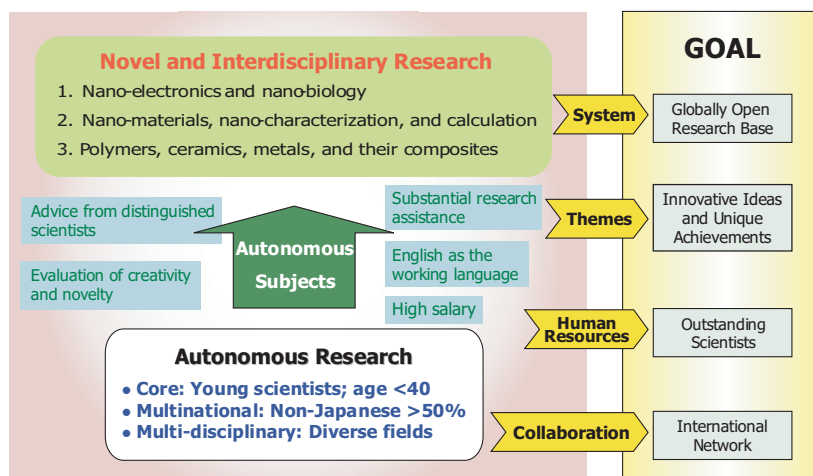 Novel and Interdisciplinary Research
1. Nano-electronics and nano-biology
2. Nano-materials, nano-characterization, and calculation
3. Polymers, ceramics, metals, and their composites
Advice from distinguished
scientists
Evaluation of creativity
and novelty
Autonomous
Subjects
Substantial research
assistance
English as the
working language
High salary
Autonomous Research
• Core: Young scientists; age <40
• Multinational: Non-Japanese >50%
• Multi-disciplinary: Diverse fields
System
Themes
Human
Resources
Collaboration
GOAL
Globally Open
Research Base
Innovative Ideas
and Unique
Achievements
Outstanding
Scientists
International
Network